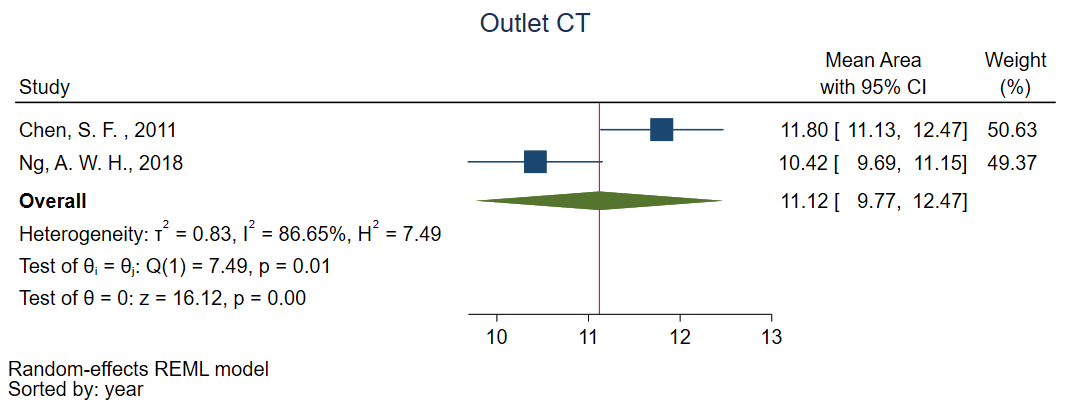 Outlet CT
Mean Area Weight
Study with 95% CI (%)
Chen, S. F. , 2011 11.80 [ 11.13, 12.47] 50.63
Ng, A. W. H., 2018 10.42 [ 9.69, 11.15] 49.37
Overall 11.12 [ 9.77, 12.47]
Heterogeneity: τ² = 0.83, I² = 86.65%, H² = 7.49
Test of θᵢ = θⱼ: Q(1) = 7.49, p = 0.01
Test of θ = 0: z = 16.12, p = 0.00
10 11 12 13
Random-effects REML model
Sorted by: year